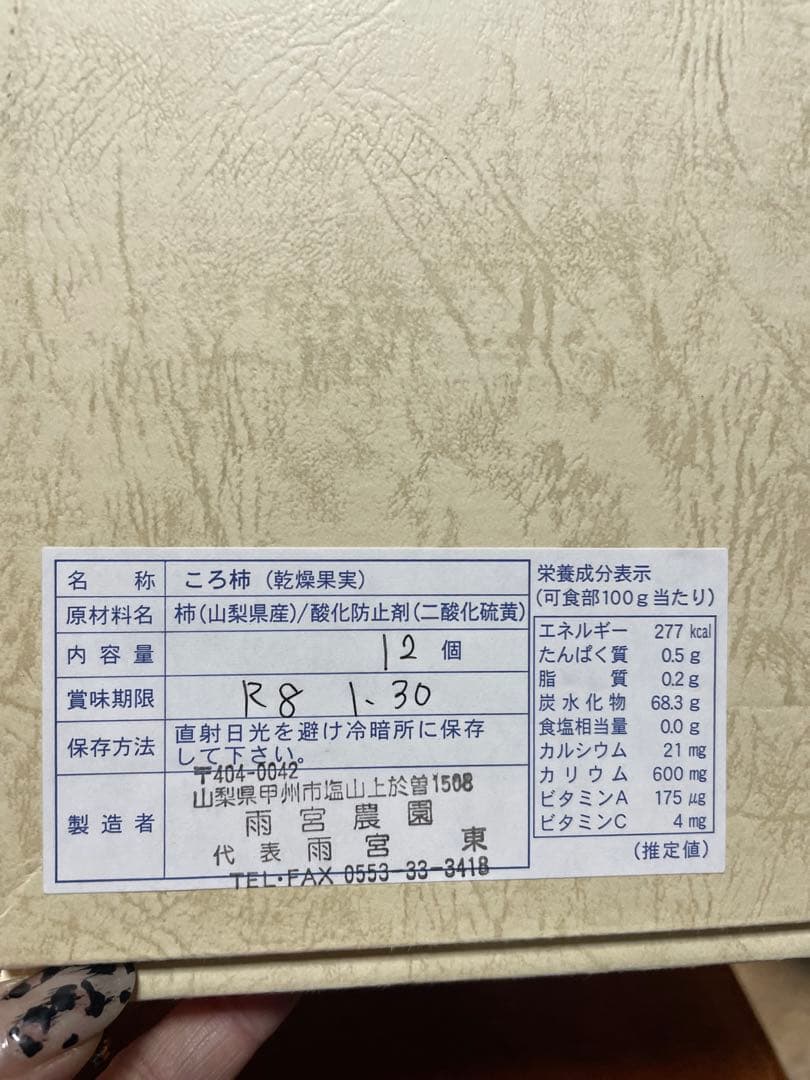 名称 ころ柿（乾燥果実）
原材料名 柿(山梨県産)/酸化防止剤(二酸化硫黄)
内容量 12 個
賞味期限 R8 1.30
保存方法 直射日光を避け冷暗所に保存
して下さい。
製造者 〒404-0042
山梨県甲州市塩山上於曽1508
雨宮農園
代表 雨宮 東
TEL・FAX 0553-33-3418
栄養成分表示
(可食部100g当たり)
エネルギー 277 kcal
たんぱく質 0.5 g
脂質 0.2 g
炭水化物 68.3 g
食塩相当量 0.0 g
カルシウム 21 mg
カリウム 600 mg
ビタミンA 175 μg
ビタミンC 4 mg
(推定値)